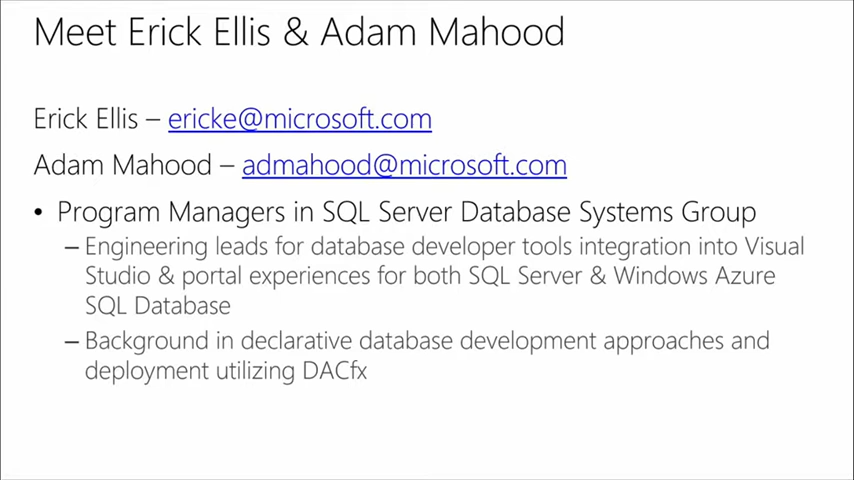 Meet Erick Ellis & Adam Mahood
Erick Ellis – ericke@microsoft.com
Adam Mahood – admahood@microsoft.com
• Program Managers in SQL Server Database Systems Group
– Engineering leads for database developer tools integration into Visual
Studio & portal experiences for both SQL Server & Windows Azure
SQL Database
– Background in declarative database development approaches and
deployment utilizing DACfx